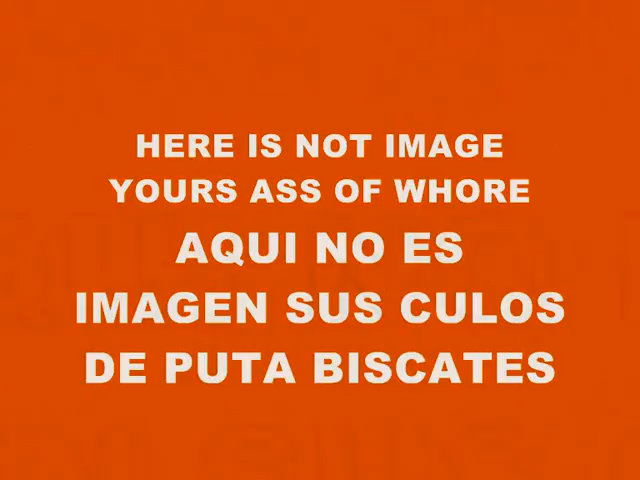 HERE IS NOT IMAGE
YOURS ASS OF WHORE
AQUI NO ES
IMAGEN SUS CULOS
DE PUTA BISCATES